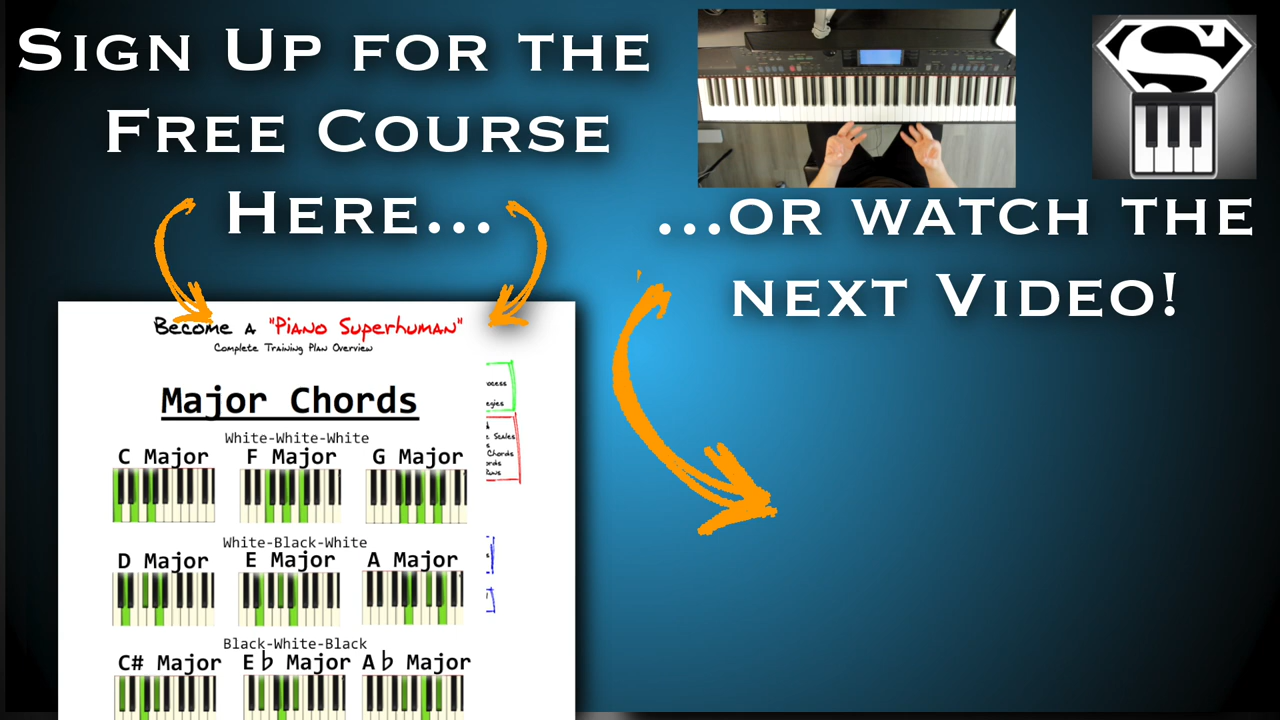 Sign Up for the
Free Course
Here...
...or watch the
next Video!
Become a "Piano Superhuman"
Complete Training Plan Overview
Major Chords
White-White-White
C Major F Major G Major
White-Black-White
D Major E Major A Major
Black-White-Black
C# Major E♭ Major A♭ Major
Scales
Chords
S